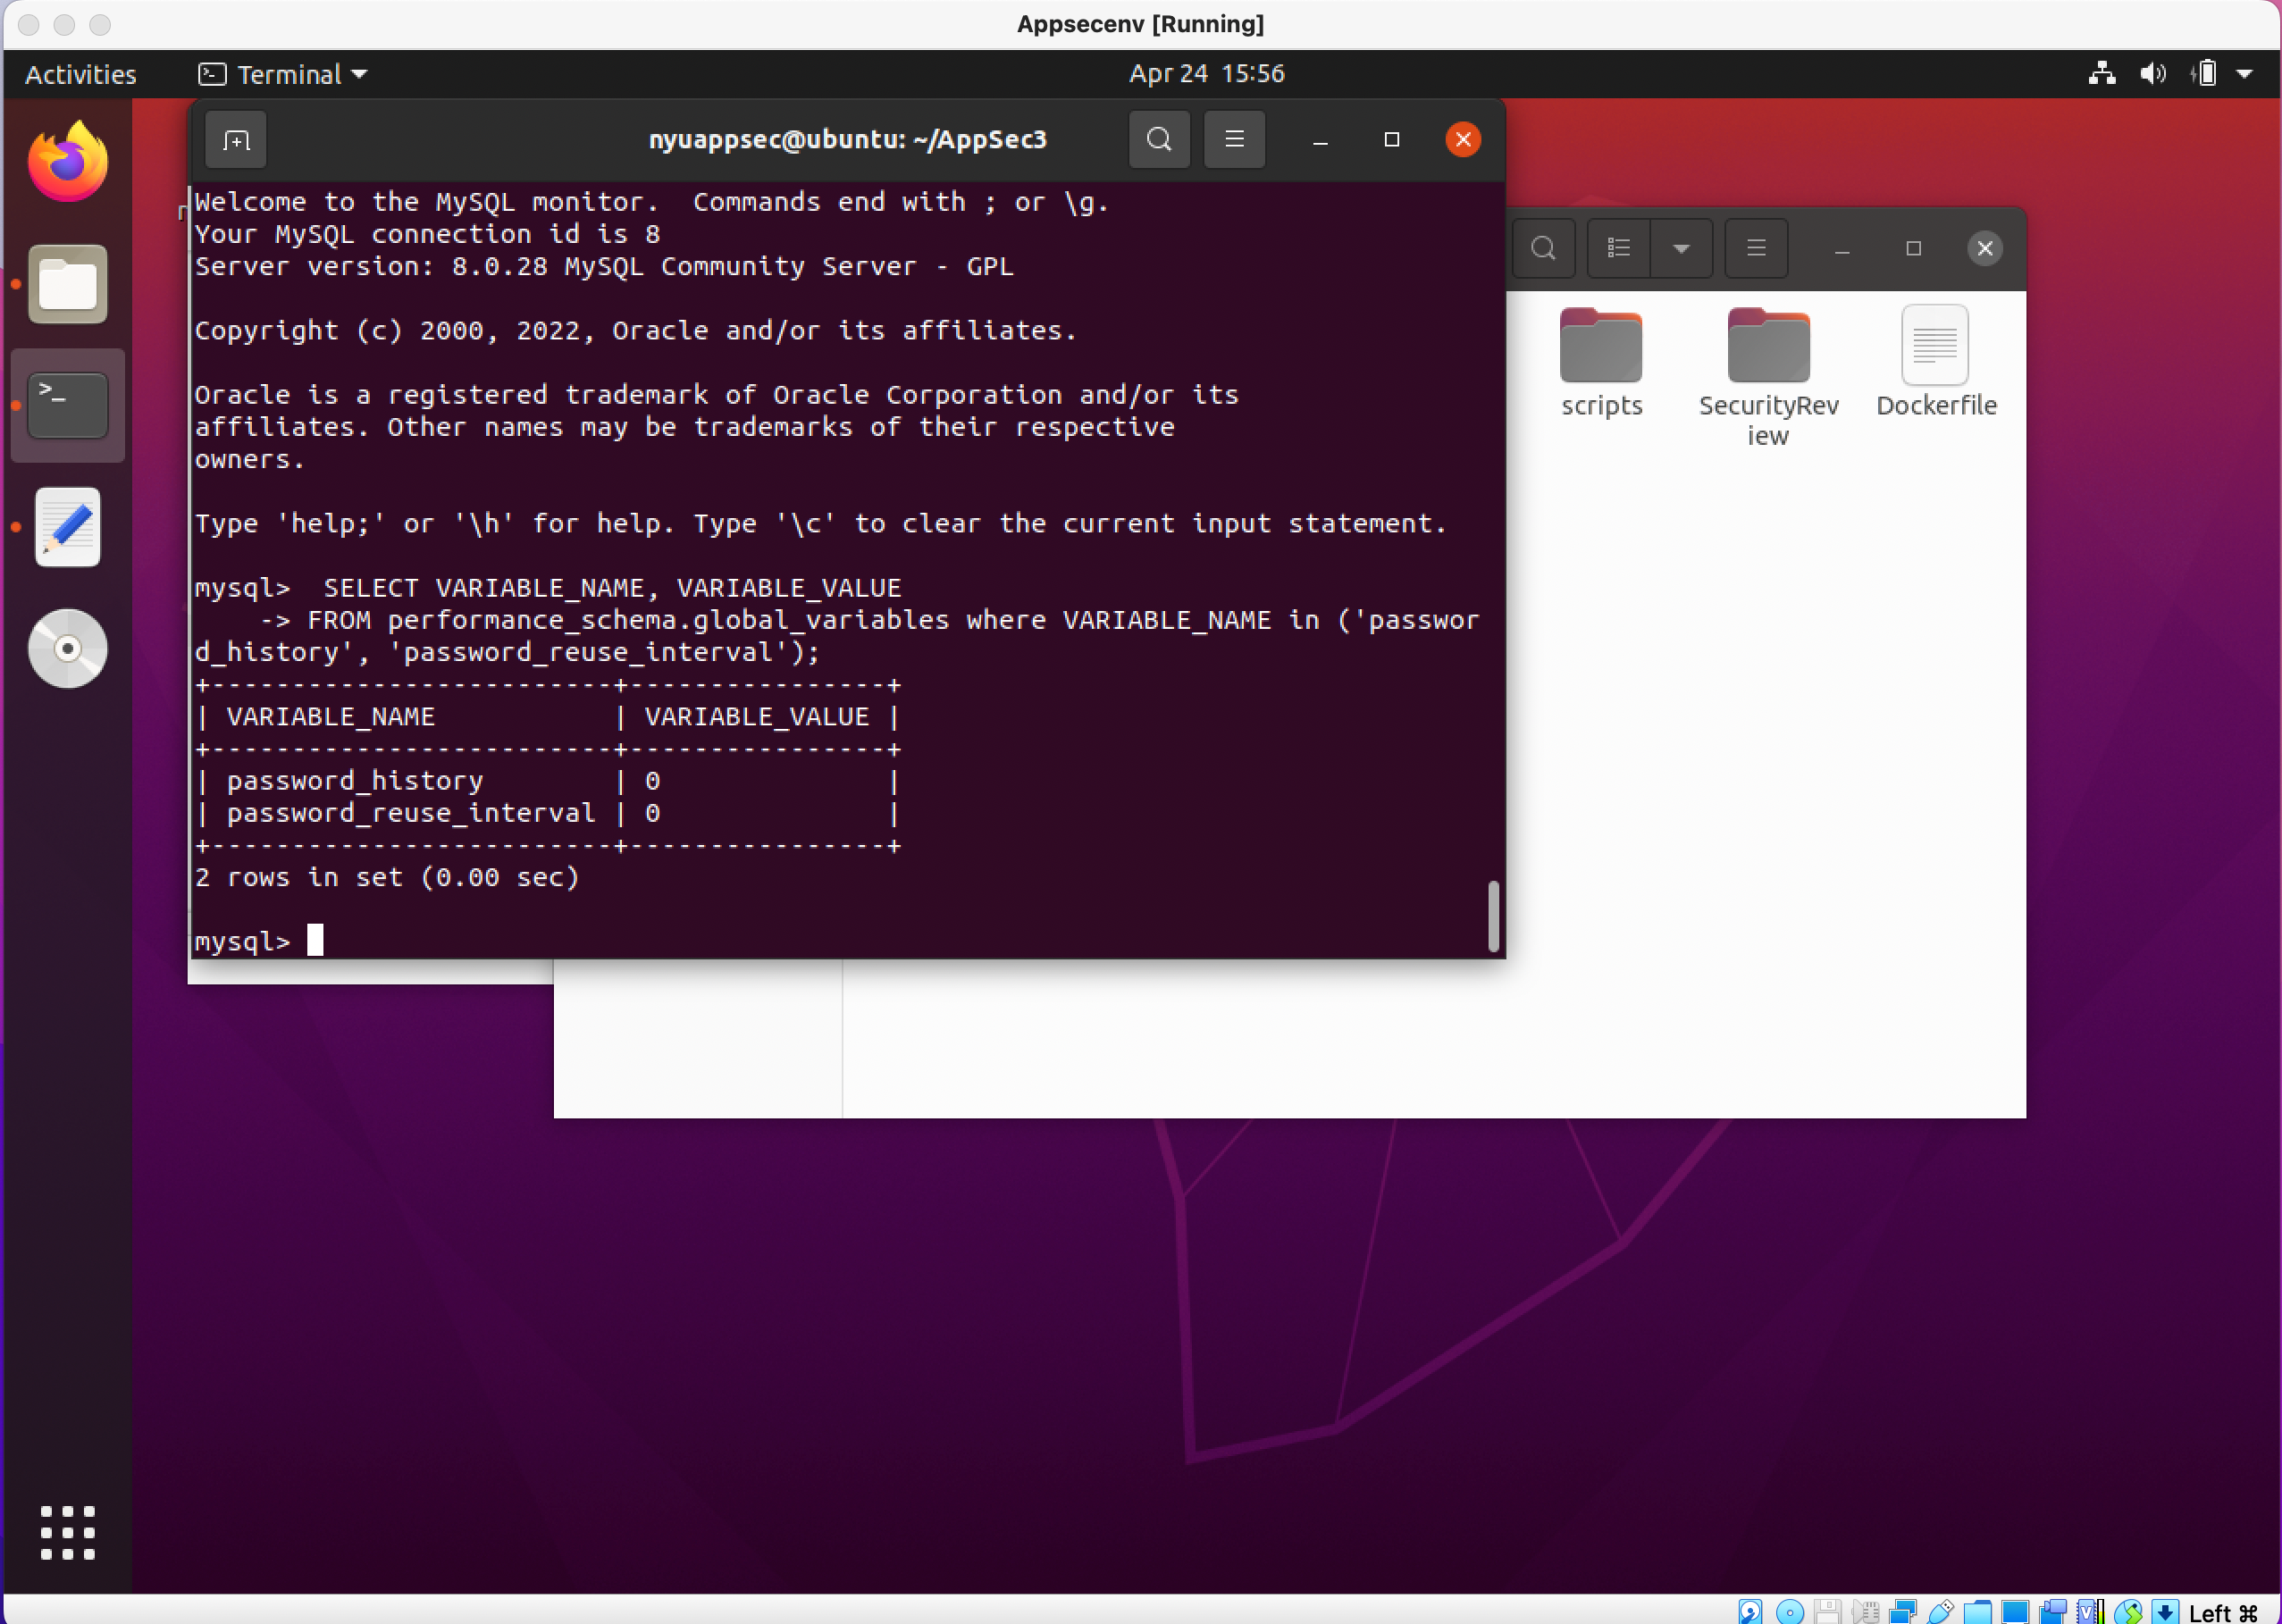 Appsecenv [Running]
Activities
Terminal
Apr 24 15:56
nyuappsec@ubuntu: ~/AppSec3
Welcome to the MySQL monitor.  Commands end with ; or \g.
Your MySQL connection id is 8
Server version: 8.0.28 MySQL Community Server - GPL
Copyright (c) 2000, 2022, Oracle and/or its affiliates.
Oracle is a registered trademark of Oracle Corporation and/or its
affiliates. Other names may be trademarks of their respective
owners.
Type 'help;' or '\h' for help. Type '\c' to clear the current input statement.
mysql>  SELECT VARIABLE_NAME, VARIABLE_VALUE
    -> FROM performance_schema.global_variables where VARIABLE_NAME in ('passwor
d_history', 'password_reuse_interval');
+-------------------------+----------------+
| VARIABLE_NAME           | VARIABLE_VALUE |
+-------------------------+----------------+
| password_history        | 0              |
| password_reuse_interval | 0              |
+-------------------------+----------------+
2 rows in set (0.00 sec)
mysql>
scripts
SecurityRev
iew
Dockerfile
Left ⌘